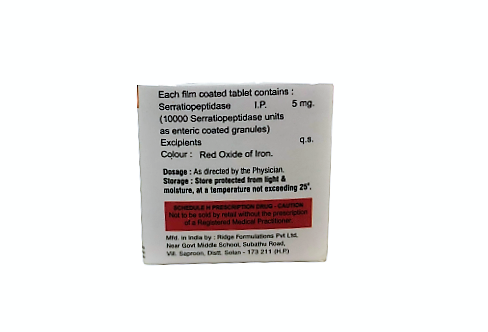 Each film coated tablet contains :
Serratiopeptidase I.P. 5 mg.
(10000 Serratiopeptidase units
as enteric coated granules)
Excipients q.s.
Colour : Red Oxide of Iron.
Dosage : As directed by the Physician.
Storage : Store protected from light &
moisture, at a temperature not exceeding 25°.
SCHEDULE H PRESCRIPTION DRUG - CAUTION
Not to be sold by retail without the prescription
of a Registered Medical Practitioner.
Mfd. in India by : Ridge Formulations Pvt Ltd,
Near Govt Middle School, Subathu Road,
Vill. Saproon, Distt. Solan - 173 211 (H.P.)